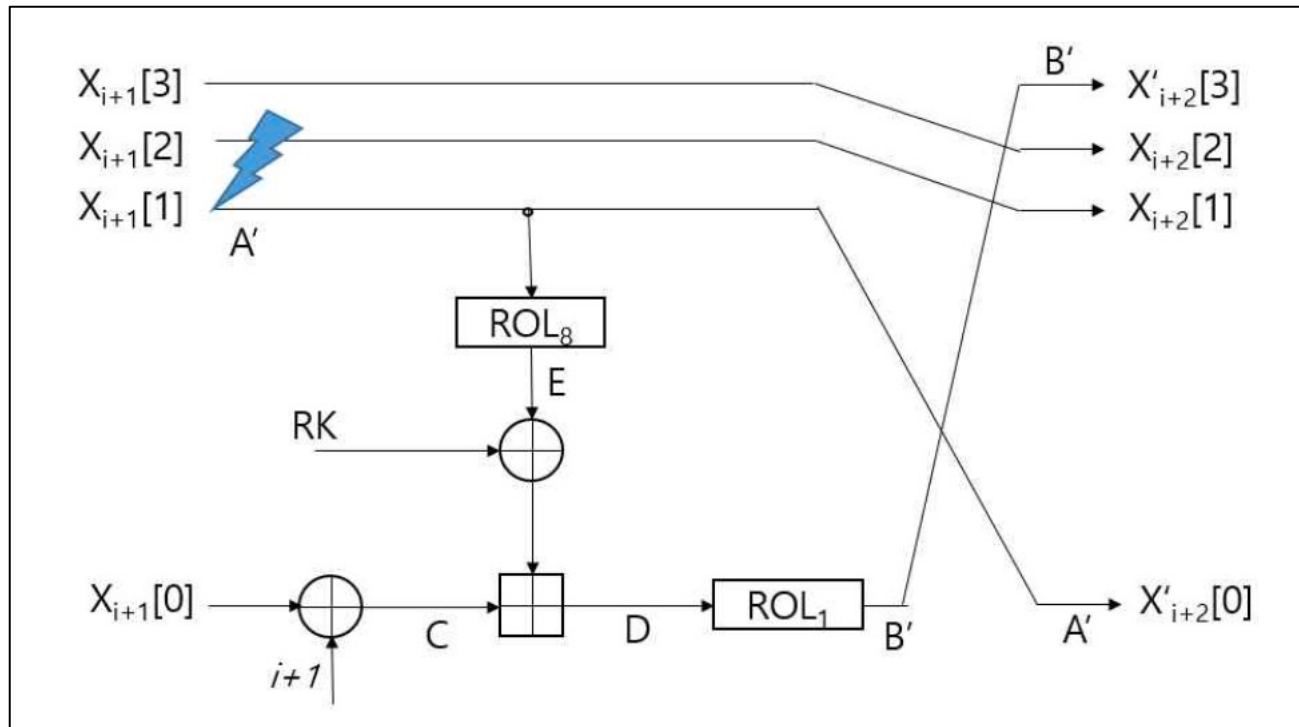 X_{i+1}[3]
B′
X′_{i+2}[3]
X_{i+1}[2]
X_{i+2}[2]
X_{i+1}[1]
X_{i+2}[1]
A′
ROL_8
E
RK
X_{i+1}[0]
C
D
ROL_1
B′
A′
X′_{i+2}[0]
i+1